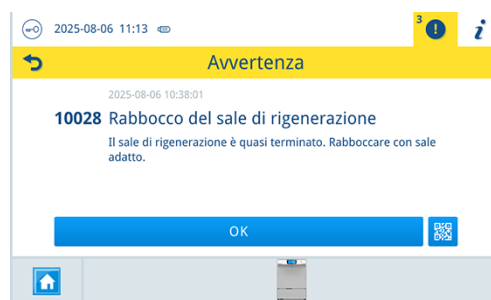 2025-08-06 11:13
3
Avvertenza
2025-08-06 10:38:01
10028 Rabbocco del sale di rigenerazione
Il sale di rigenerazione è quasi terminato. Rabboccare con sale
adatto.
OK